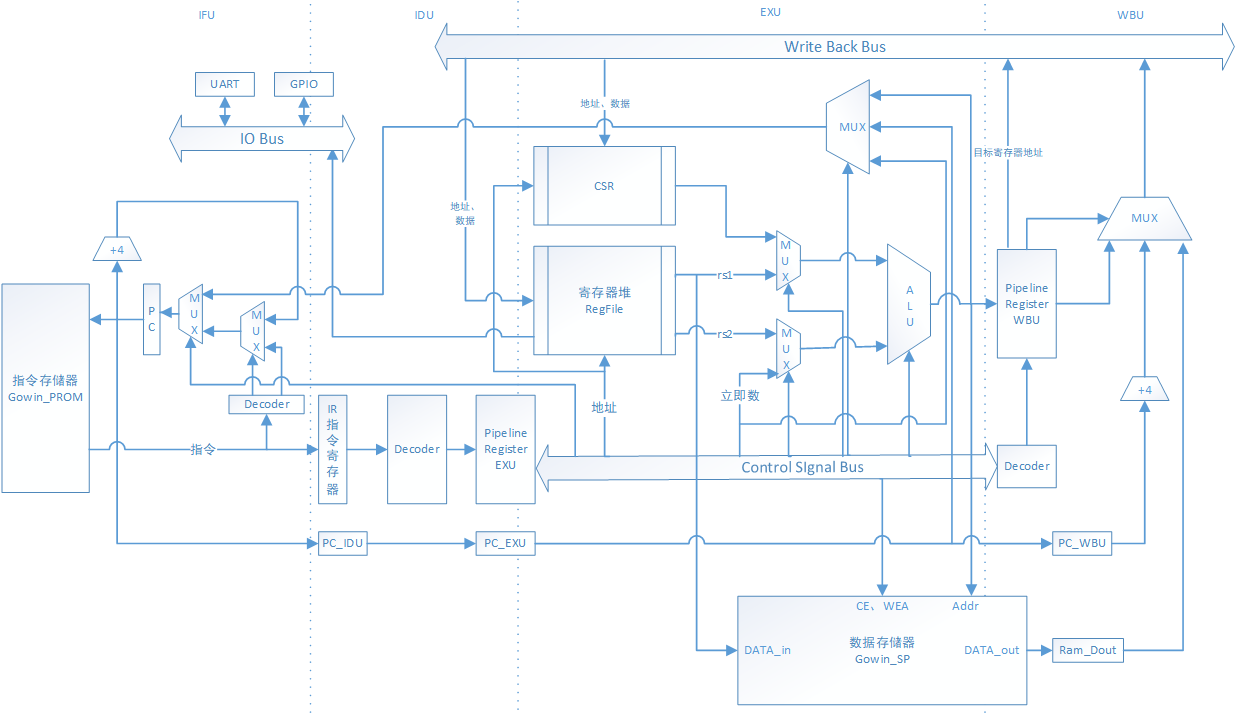 IFU
IDU
EXU
WBU
Write Back Bus
UART
GPIO
地址、数据
IO Bus
MUX
目标寄存器地址
CSR
地址、
数据
MUX
+4
M
U
X
rs1
寄存器堆
RegFile
Pipeline
Register
WBU
A
L
U
P
C
M
U
X
M
U
X
rs2
M
U
X
指令存储器
Gowin_PROM
立即数
+4
Decoder
地址
IR
指
令
寄
存
器
指令
Decoder
Pipeline
Register
EXU
Control SIgnal Bus
Decoder
PC_IDU
PC_EXU
PC_WBU
CE、WEA
Addr
数据存储器
Gowin_SP
DATA_in
DATA_out
Ram_Dout